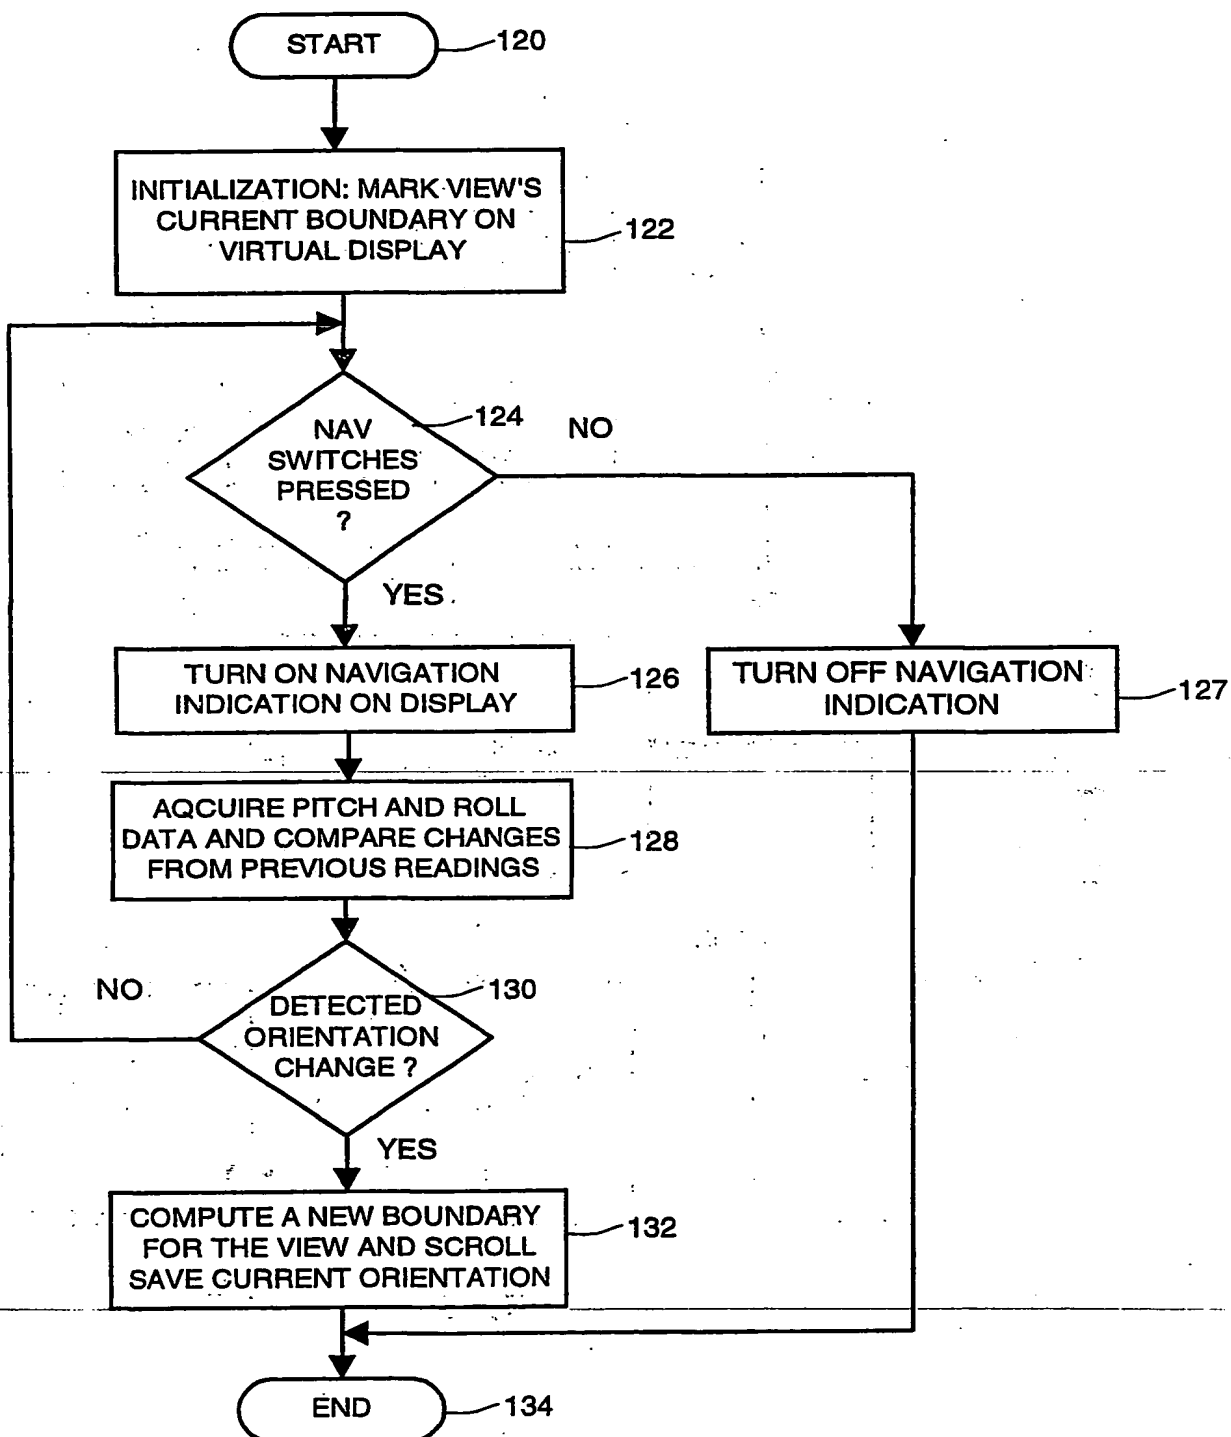 START
120
INITIALIZATION: MARK VIEW'S
CURRENT BOUNDARY ON
VIRTUAL DISPLAY
122
NAV
SWITCHES
PRESSED
?
124
NO
YES
TURN ON NAVIGATION
INDICATION ON DISPLAY
126
TURN OFF NAVIGATION
INDICATION
127
AQCUIRE PITCH AND ROLL
DATA AND COMPARE CHANGES
FROM PREVIOUS READINGS
128
NO
DETECTED
ORIENTATION
CHANGE ?
130
YES
COMPUTE A NEW BOUNDARY
FOR THE VIEW AND SCROLL
SAVE CURRENT ORIENTATION
132
END
134